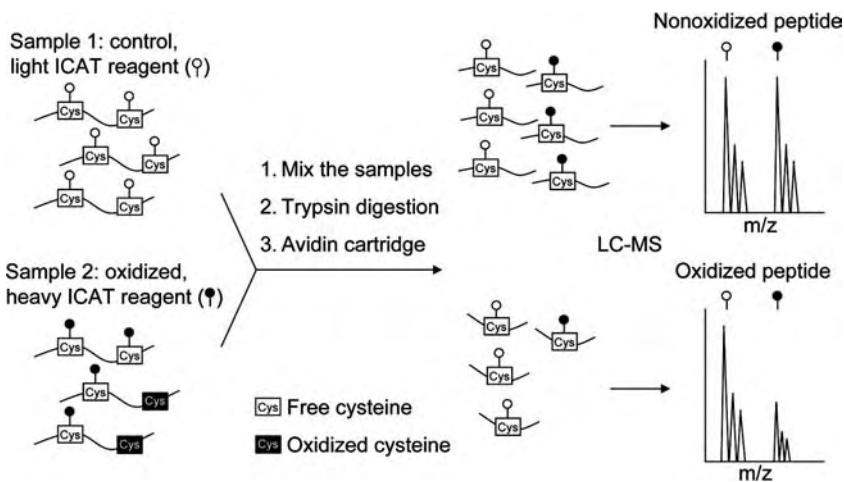 Sample 1: control,
light ICAT reagent (
)
Cys
Cys
Cys
Cys
Cys
Cys
Sample 2: oxidized,
heavy ICAT reagent (
)
Cys
Cys
Cys
Cys
Cys
Cys
1. Mix the samples
2. Trypsin digestion
3. Avidin cartridge
Cys Free cysteine
Cys Oxidized cysteine
Cys
Cys
Cys
Cys
Cys
Cys
LC-MS
Cys
Cys
Cys
Cys
Nonoxidized peptide
m/z
Oxidized peptide
m/z